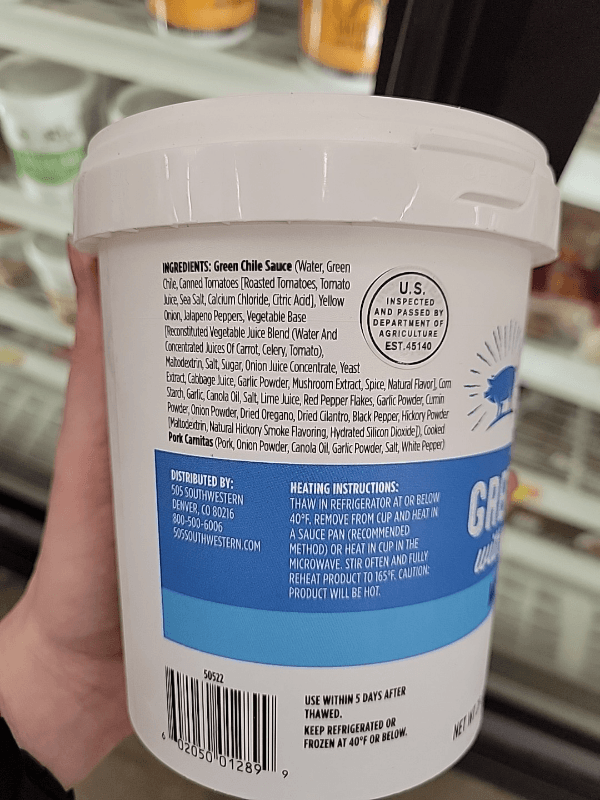 INGREDIENTS: Green Chile Sauce (Water, Green
Chile, Canned Tomatoes [Roasted Tomatoes, Tomato
Juice, Sea Salt, Calcium Chloride, Citric Acid], Yellow
Onion, Jalapeno Peppers, Vegetable Base
[Reconstituted Vegetable Juice Blend (Water And
Concentrated Juices Of Carrot, Celery, Tomato),
Maltodextrin, Salt, Sugar, Onion Juice Concentrate, Yeast
Extract, Cabbage Juice, Garlic Powder, Mushroom Extract, Spice, Natural Flavor], Corn
Starch, Garlic, Canola Oil, Salt, Lime Juice, Red Pepper Flakes, Garlic Powder, Cumin
Powder, Onion Powder, Dried Oregano, Dried Cilantro, Black Pepper, Hickory Powder
[Maltodextrin, Natural Hickory Smoke Flavoring, Hydrated Silicon Dioxide]), Cooked
Pork Carnitas (Pork, Onion Powder, Canola Oil, Garlic Powder, Salt, White Pepper)
U.S.
INSPECTED
AND PASSED BY
DEPARTMENT OF
AGRICULTURE
EST.45140
DISTRIBUTED BY:
505 SOUTHWESTERN
DENVER, CO 80216
800-500-6006
505SOUTHWESTERN.COM
HEATING INSTRUCTIONS:
THAW IN REFRIGERATOR AT OR BELOW
40°F. REMOVE FROM CUP AND HEAT IN
A SAUCE PAN (RECOMMENDED
METHOD) OR HEAT IN CUP IN THE
MICROWAVE. STIR OFTEN AND FULLY
REHEAT PRODUCT TO 165°F. CAUTION:
PRODUCT WILL BE HOT.
GRE
wit
50522
6 02050 01289 9
USE WITHIN 5 DAYS AFTER
THAWED.
KEEP REFRIGERATED OR
FROZEN AT 40°F OR BELOW.
NET WT